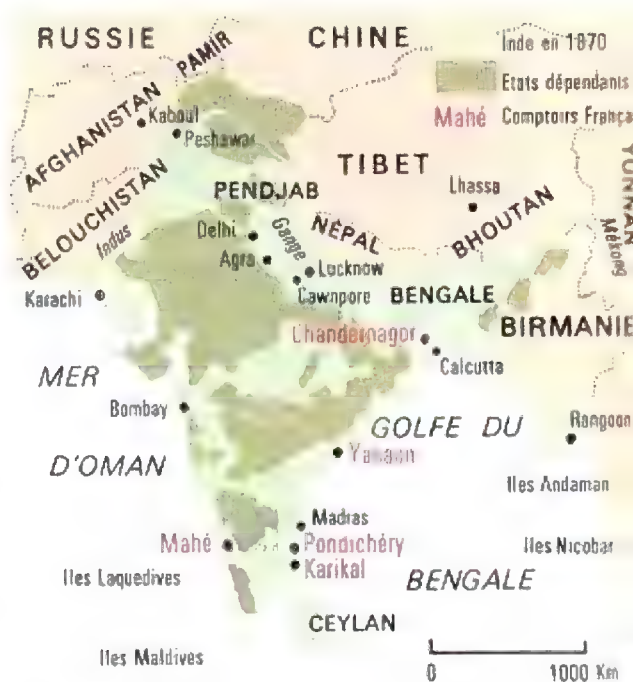 RUSSIE
CHINE
Inde en 1870
PAMIR
Etats dépendants
AFGHANISTAN
Kaboul
Mahé Comptoirs França
Peshawar
TIBET
YUNNAN
BELOUCHISTAN
PENDJAB
Lhassa
Indus
Delhi
Gange
NÉPAL
BHOUTAN
Mékong
Agra
Lucknow
Karachi
Cawnpore
BENGALE
Chandernagor
BIRMANIE
Calcutta
MER
Bombay
GOLFE DU
Rangoon
D'OMAN
Yanaon
Iles Andaman
Madras
Mahé
Pondichéry
Iles Nicobar
Iles Laquedives
Karikal
BENGALE
CEYLAN
Iles Maldives
0 1000 Km